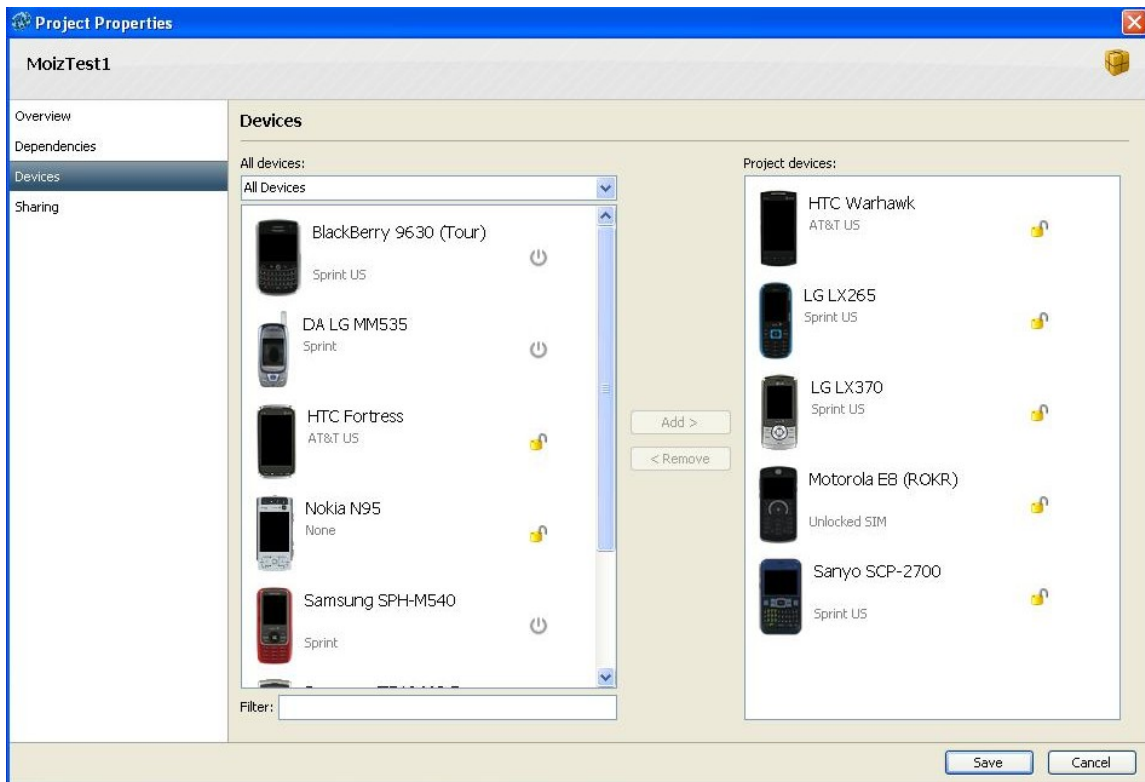 Project Properties
MoizTest1
Overview
Dependencies
Devices
Sharing
Devices
All devices:
All Devices
BlackBerry 9630 (Tour)
Sprint US
DA LG MM535
Sprint
HTC Fortress
AT&T US
Nokia N95
None
Samsung SPH-M540
Sprint
Filter:
Add >
< Remove
Project devices:
HTC Warhawk
AT&T US
LG LX265
Sprint US
LG LX370
Sprint US
Motorola E8 (ROKR)
Unlocked SIM
Sanyo SCP-2700
Sprint US
Save
Cancel